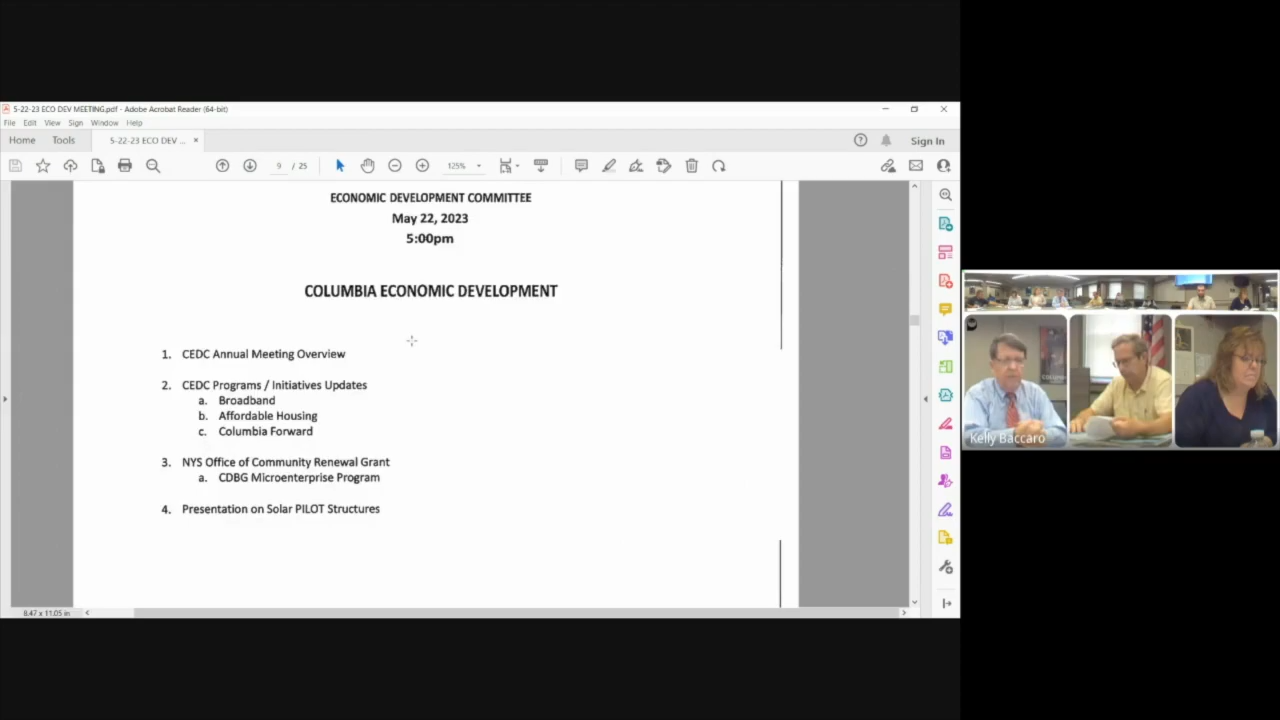 5-22-23 ECO DEV MEETING.pdf - Adobe Acrobat Reader (64-bit)
File Edit View Sign Window Help
Home Tools 5-22-23 ECO DEV ... × Sign In
9 / 25 125%
ECONOMIC DEVELOPMENT COMMITTEE
May 22, 2023
5:00pm
COLUMBIA ECONOMIC DEVELOPMENT
1. CEDC Annual Meeting Overview
2. CEDC Programs / Initiatives Updates
a. Broadband
b. Affordable Housing
c. Columbia Forward
3. NYS Office of Community Renewal Grant
a. CDBG Microenterprise Program
4. Presentation on Solar PILOT Structures
8.47 x 11.05 in
Kelly Baccaro